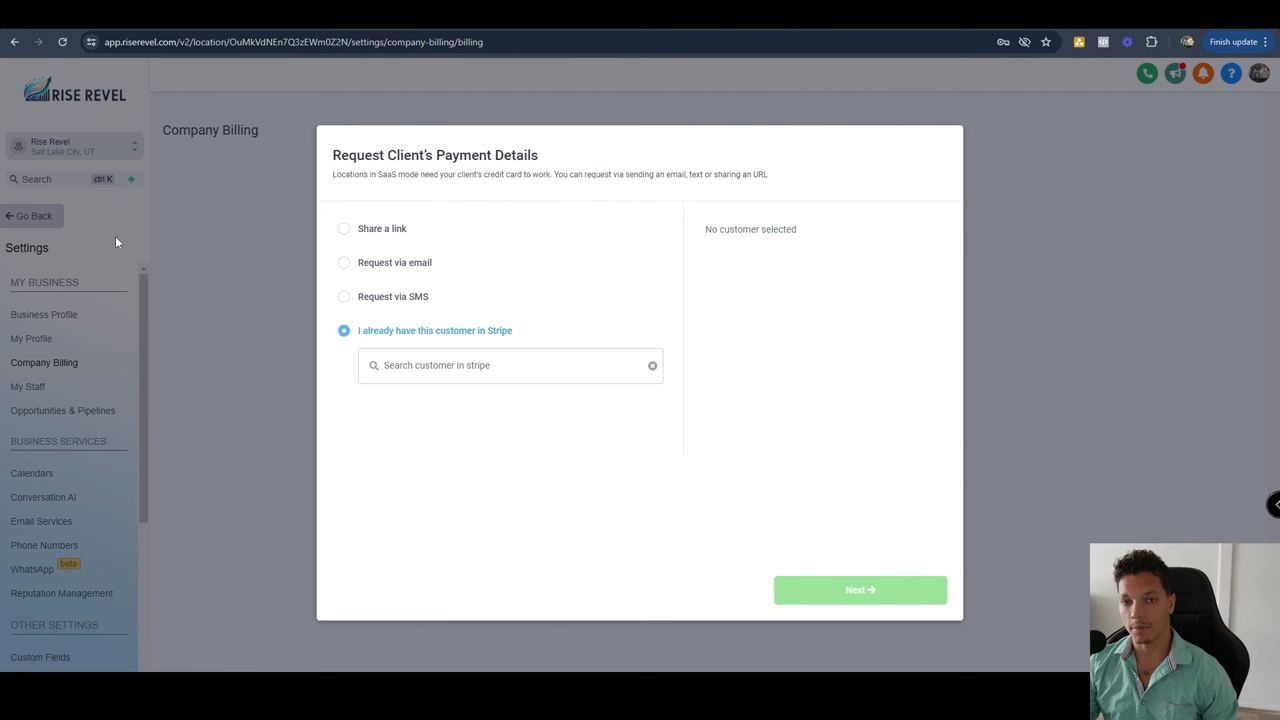 app.riserevel.com/v2/location/OuMkVdNEn7Q3zEWm0Z2N/settings/company-billing/billing
Finish update
RISE REVEL
Rise Revel
Salt Lake City, UT
Search
ctrl K
Go Back
Settings
MY BUSINESS
Business Profile
My Profile
Company Billing
My Staff
Opportunities & Pipelines
BUSINESS SERVICES
Calendars
Conversation AI
Email Services
Phone Numbers
WhatsApp beta
Reputation Management
OTHER SETTINGS
Custom Fields
Company Billing
Request Client's Payment Details
Locations in SaaS mode need your client's credit card to work. You can request via sending an email, text or sharing an URL
Share a link
Request via email
Request via SMS
I already have this customer in Stripe
Search customer in stripe
No customer selected
Next